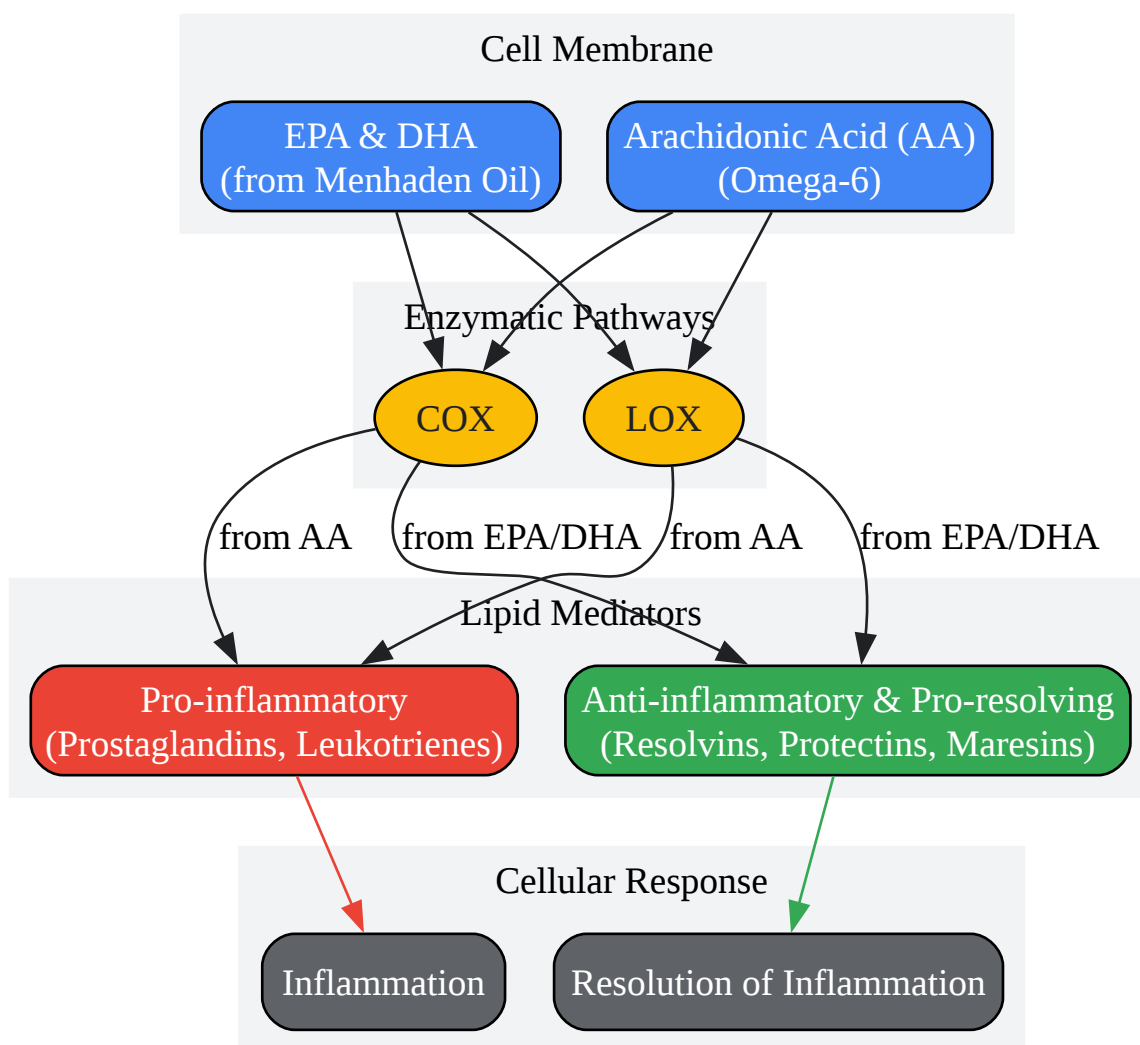 Cell Membrane
EPA & DHA
(from Menhaden Oil)
Arachidonic Acid (AA)
(Omega-6)
Enzymatic Pathways
COX
LOX
from AA
from EPA/DHA
from AA
from EPA/DHA
Lipid Mediators
Pro-inflammatory
(Prostaglandins, Leukotrienes)
Anti-inflammatory & Pro-resolving
(Resolvins, Protectins, Maresins)
Cellular Response
Inflammation
Resolution of Inflammation